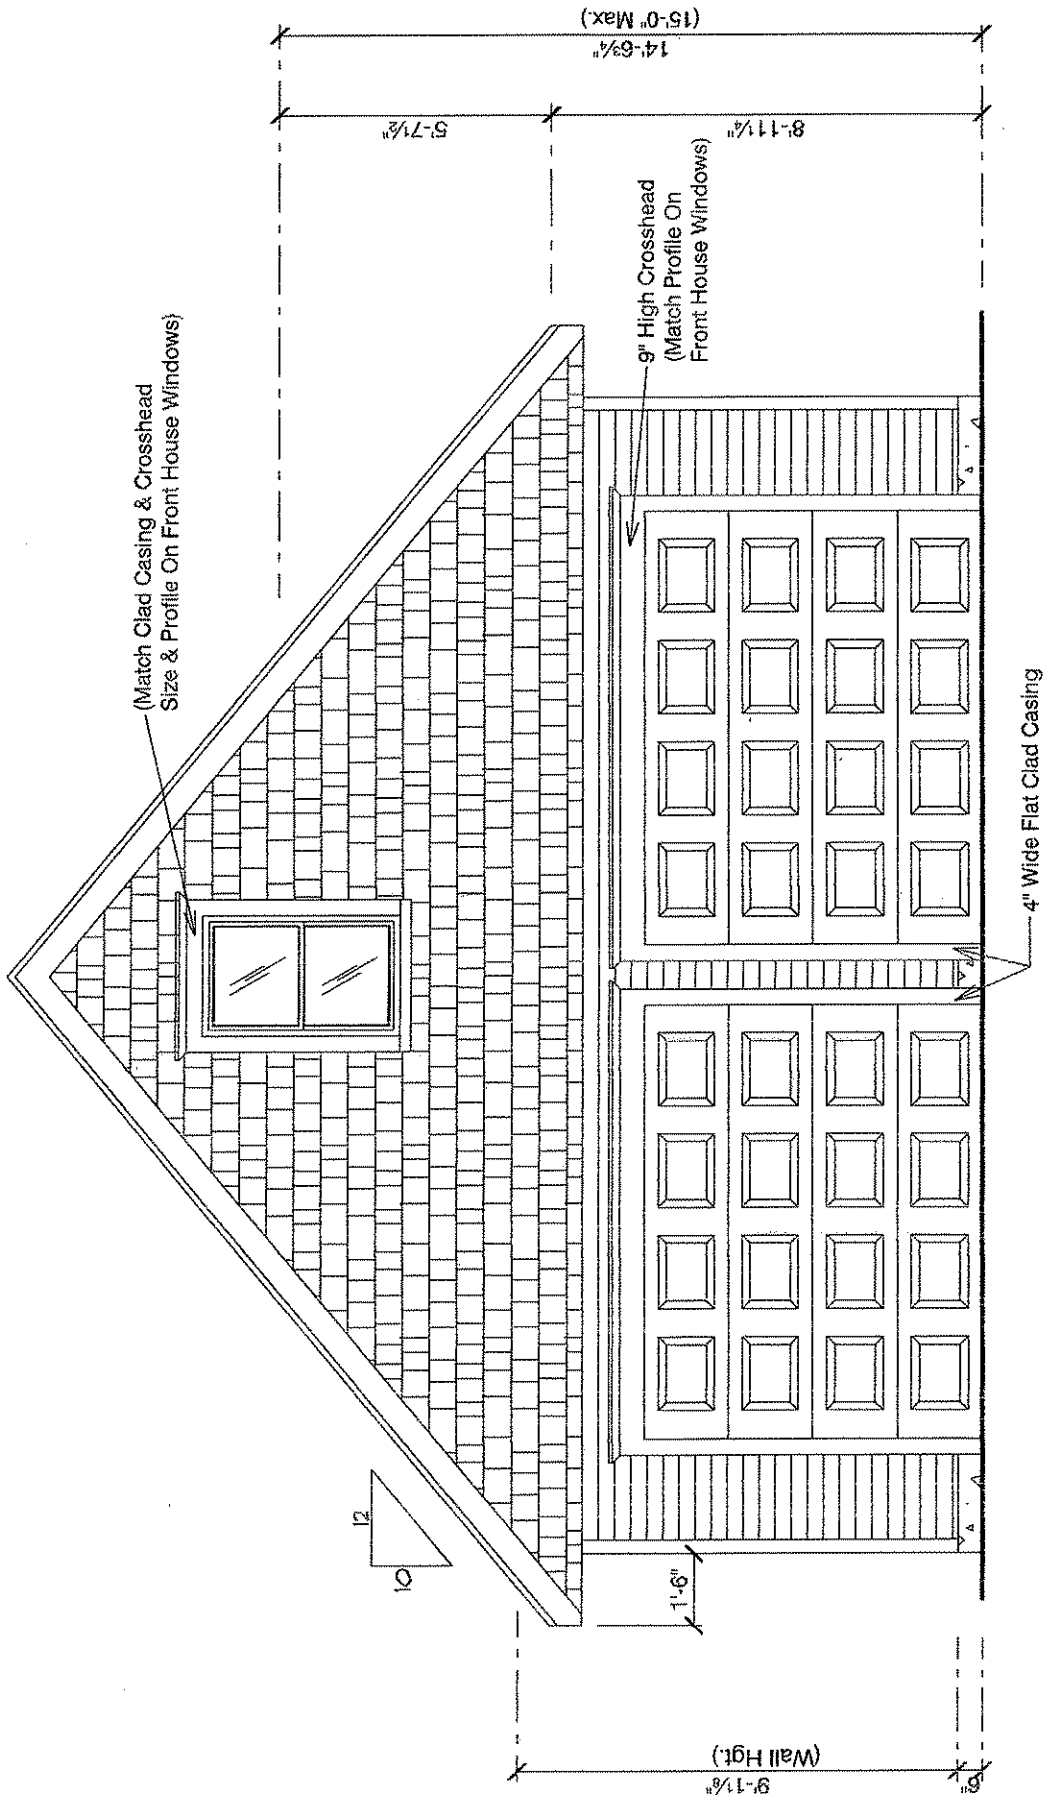 (Match Clad Casing & Crosshead
Size & Profile On Front House Windows)
12
10
9" High Crosshead
(Match Profile On
Front House Windows)
5'-7½"
8'-11¼"
14'-6¾"
(15'-0" Max.)
1'-6"
9'-1⅛"
(Wall Hgt.)
6"
4" Wide Flat Clad Casing